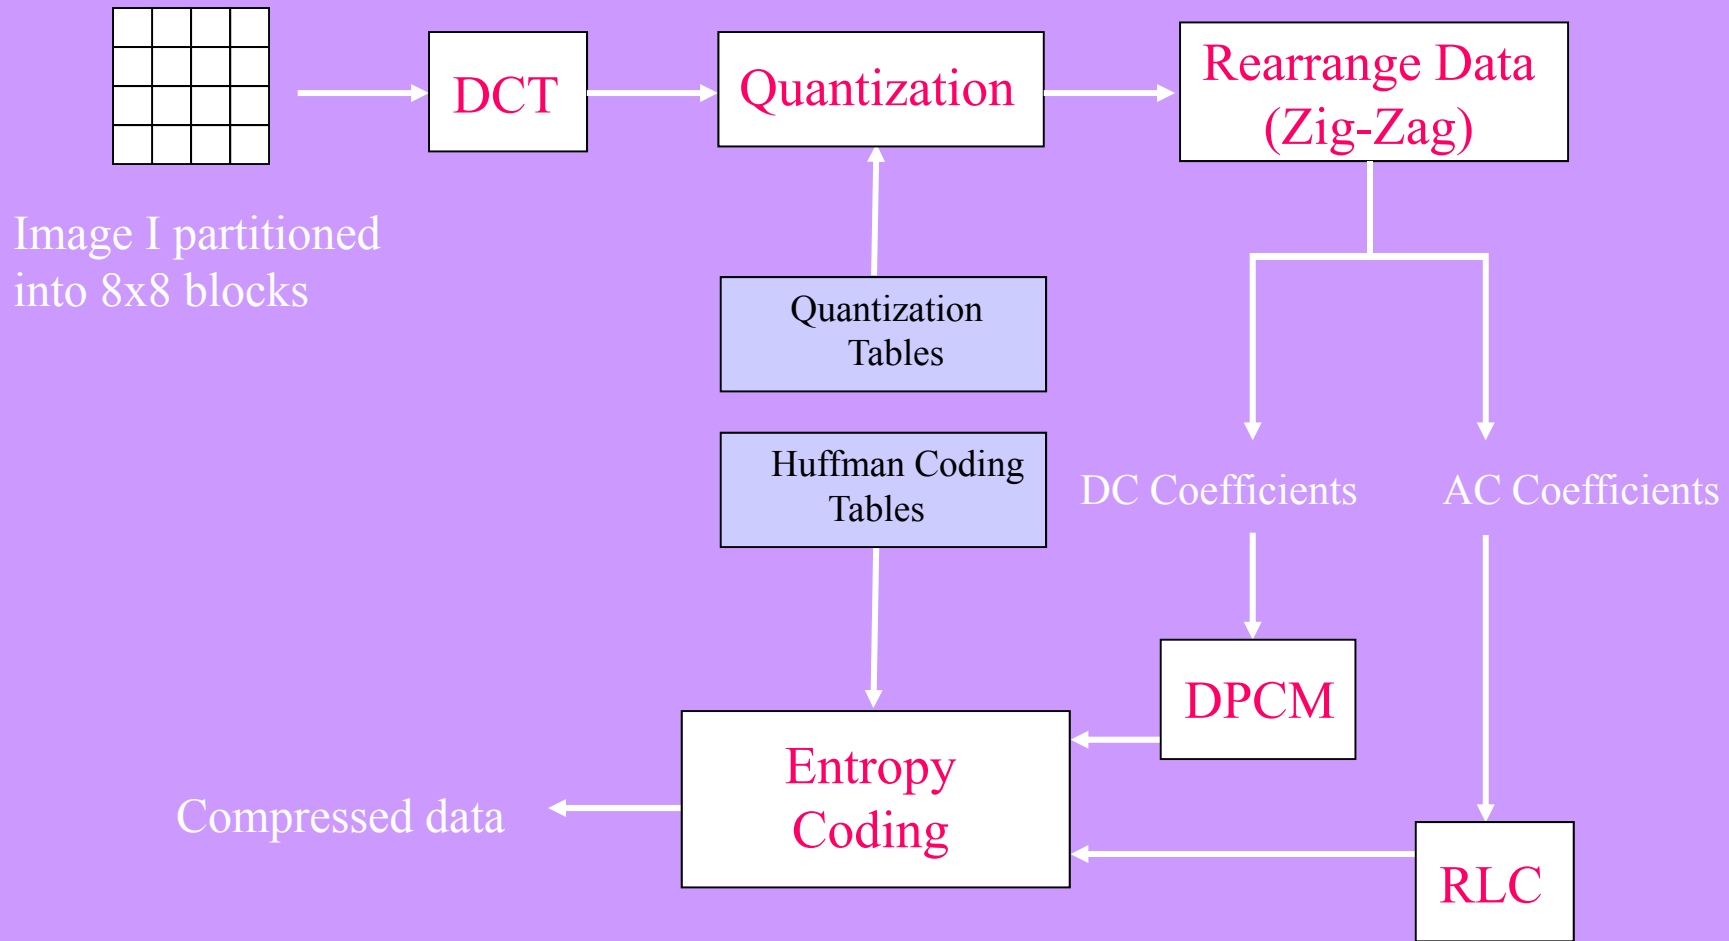 DCT
Quantization
Rearrange Data
(Zig-Zag)
Image I partitioned
into 8x8 blocks
Quantization
Tables
Huffman Coding
Tables
DC Coefficients
AC Coefficients
DPCM
Entropy
Coding
Compressed data
RLC